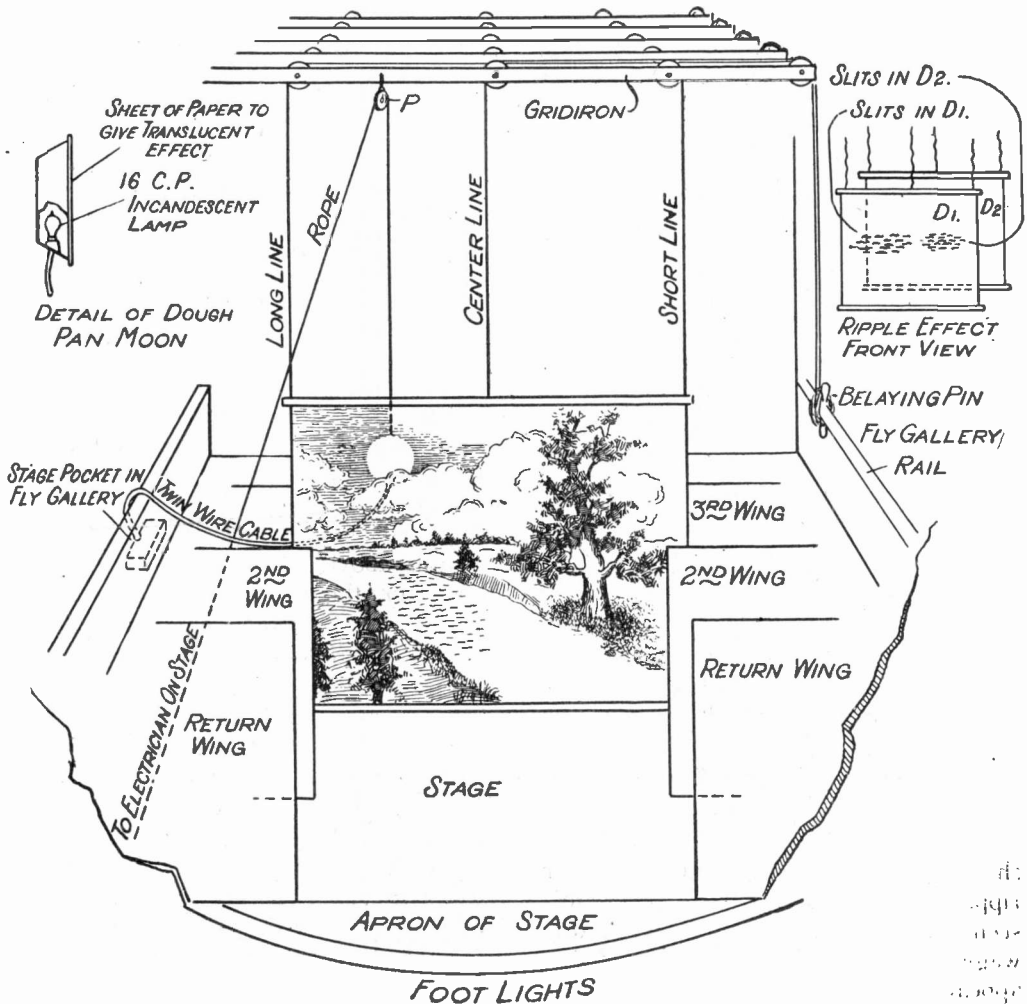 SHEET OF PAPER TO
GIVE TRANSLUCENT
EFFECT
16 C.P.
INCANDESCENT
LAMP
DETAIL OF DOUGH
PAN MOON
P
GRIDIRON
ROPE
LONG LINE
CENTER LINE
SHORT LINE
SLITS IN D2.
SLITS IN D1.
D1.
D2
RIPPLE EFFECT
FRONT VIEW
BELAYING PIN
FLY GALLERY
RAIL
STAGE POCKET IN
FLY GALLERY
TWIN WIRE CABLE
3RD WING
2ND
WING
2ND WING
RETURN
WING
RETURN WING
TO ELECTRICIAN ON STAGE
STAGE
APRON OF STAGE
FOOT LIGHTS